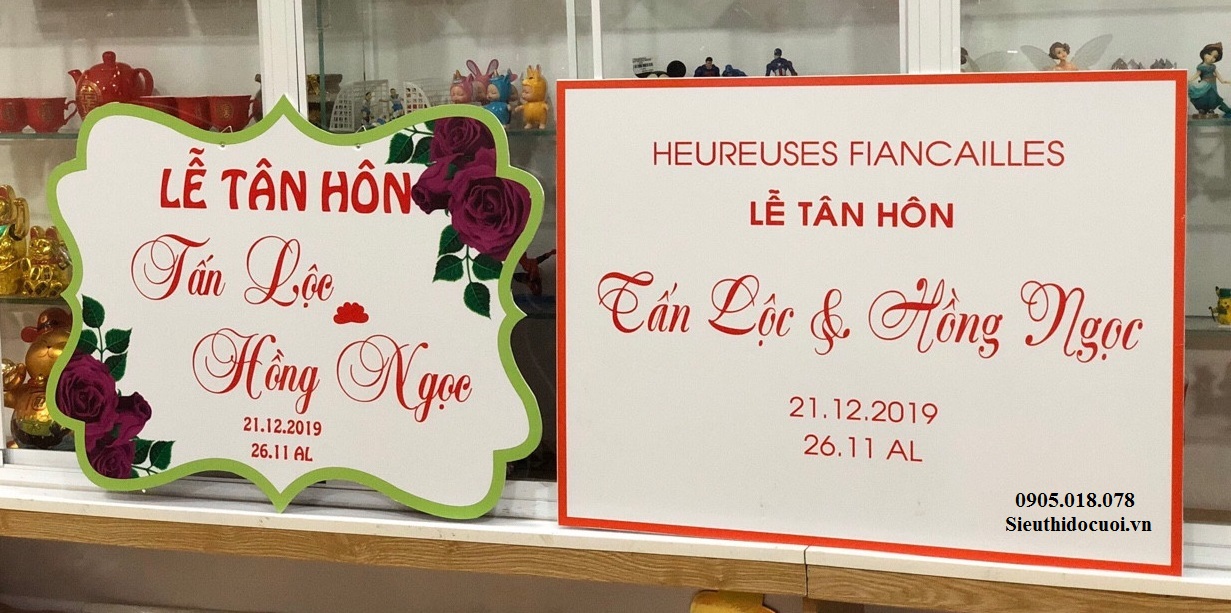 LỄ TÂN HÔN
Tấn Lộc
Hồng Ngọc
21.12.2019
26.11 AL
HEUREUSES FIANCAILLES
LỄ TÂN HÔN
Tấn Lộc & Hồng Ngọc
21.12.2019
26.11 AL
0905.018.078
Sieuthidocuoi.vn